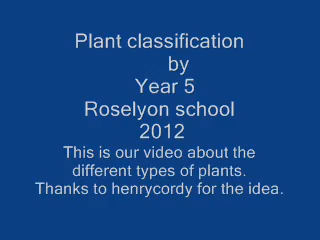 Plant classification
by
Year 5
Roselyon school
2012
This is our video about the
different types of plants.
Thanks to henrycordy for the idea.